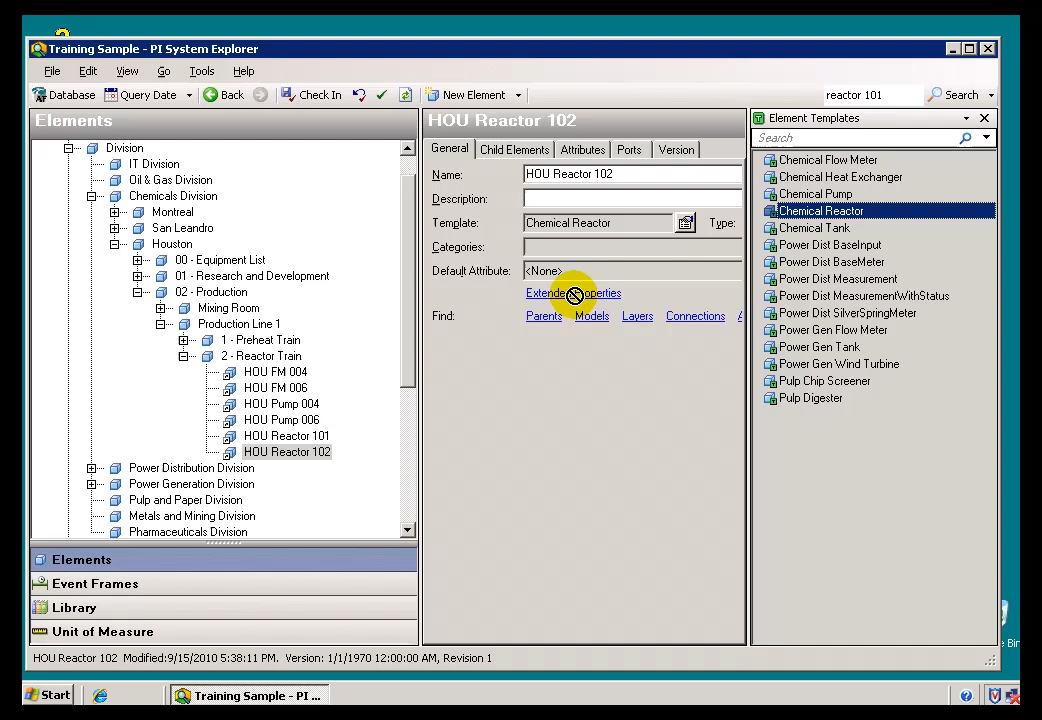 Training Sample - PI System Explorer
File Edit View Go Tools Help
Database Query Date Back Check In New Element reactor 101 Search
Elements
Division
IT Division
Oil & Gas Division
Chemicals Division
Montreal
San Leandro
Houston
00 - Equipment List
01 - Research and Development
02 - Production
Mixing Room
Production Line 1
1 - Preheat Train
2 - Reactor Train
HOU FM 004
HOU FM 006
HOU Pump 004
HOU Pump 006
HOU Reactor 101
HOU Reactor 102
Power Distribution Division
Power Generation Division
Pulp and Paper Division
Metals and Mining Division
Pharmaceuticals Division
Elements
Event Frames
Library
Unit of Measure
HOU Reactor 102
General Child Elements Attributes Ports Version
Name: HOU Reactor 102
Description:
Template: Chemical Reactor Type:
Categories:
Default Attribute: <None>
Extended Properties
Find: Parents Models Layers Connections
Element Templates
Search
Chemical Flow Meter
Chemical Heat Exchanger
Chemical Pump
Chemical Reactor
Chemical Tank
Power Dist BaseInput
Power Dist BaseMeter
Power Dist Measurement
Power Dist MeasurementWithStatus
Power Dist SilverSpringMeter
Power Gen Flow Meter
Power Gen Tank
Power Gen Wind Turbine
Pulp Chip Screener
Pulp Digester
HOU Reactor 102 Modified:9/15/2010 5:38:11 PM. Version: 1/1/1970 12:00:00 AM, Revision 1
Start Training Sample - PI ...